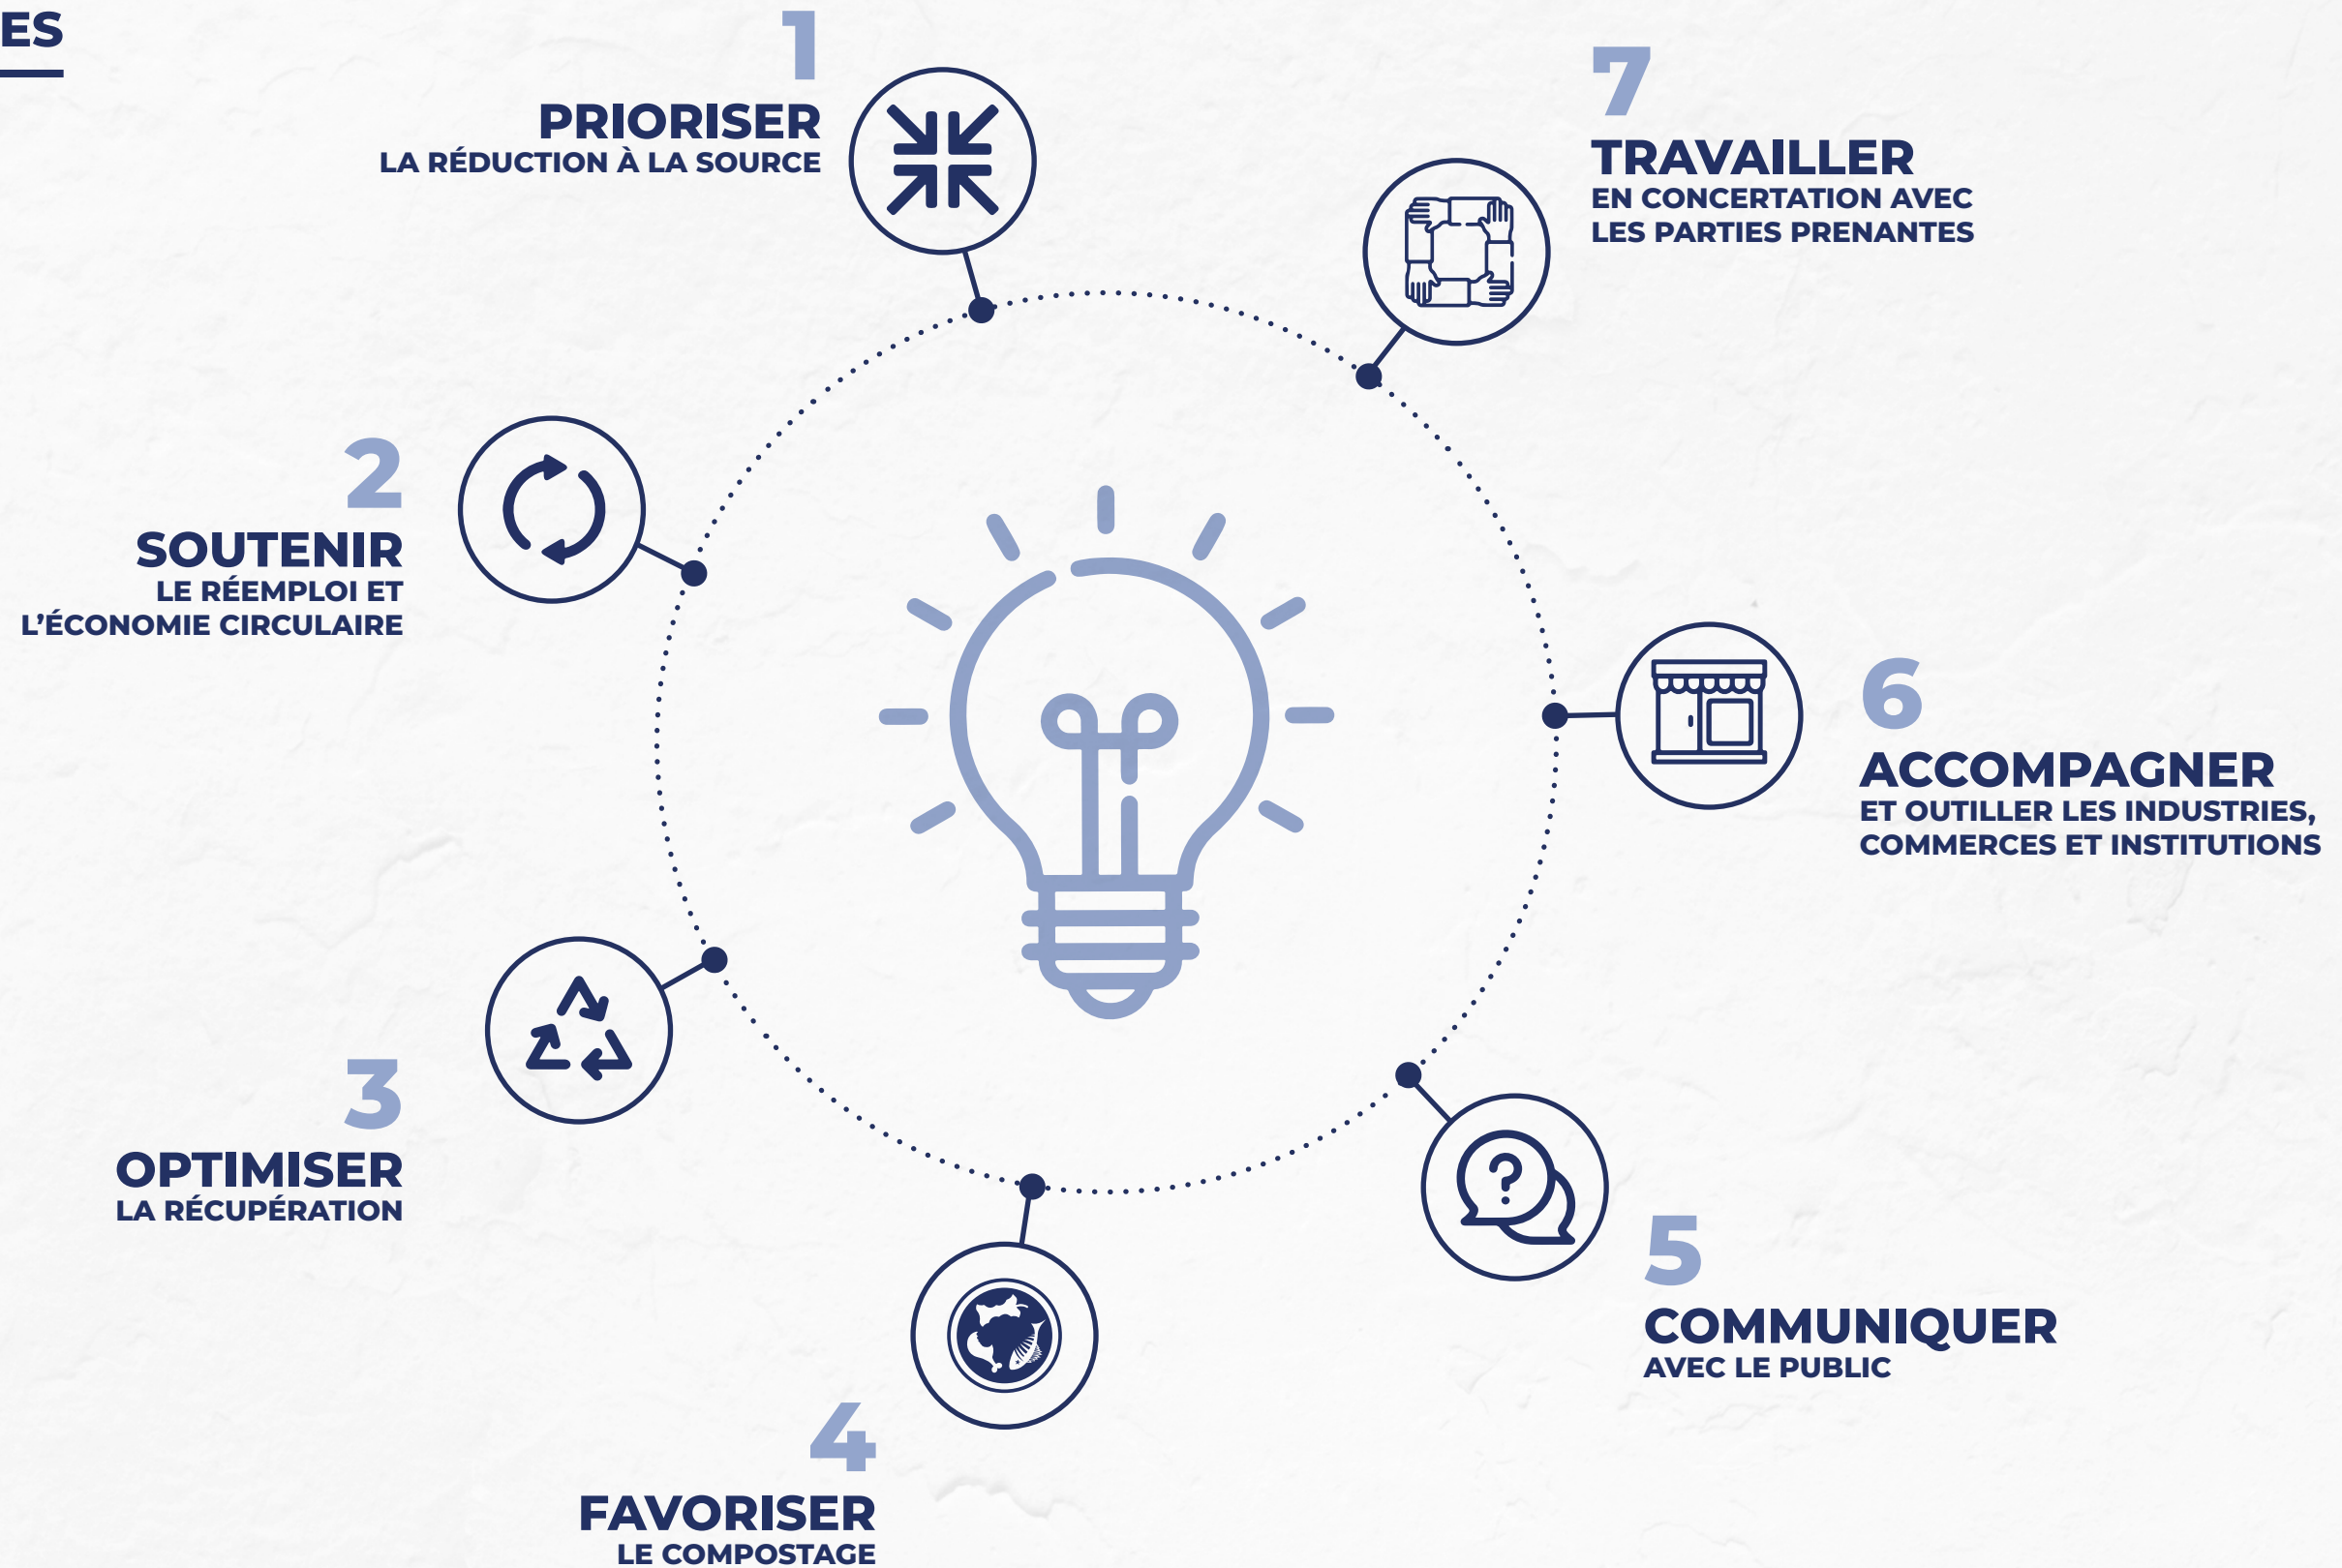 ES
1
PRIORISER
LA RÉDUCTION À LA SOURCE
2
SOUTENIR
LE RÉEMPLOI ET
L’ÉCONOMIE CIRCULAIRE
3
OPTIMISER
LA RÉCUPÉRATION
4
FAVORISER
LE COMPOSTAGE
5
COMMUNIQUER
AVEC LE PUBLIC
6
ACCOMPAGNER
ET OUTILLER LES INDUSTRIES,
COMMERCES ET INSTITUTIONS
7
TRAVAILLER
EN CONCERTATION AVEC
LES PARTIES PRENANTES
?